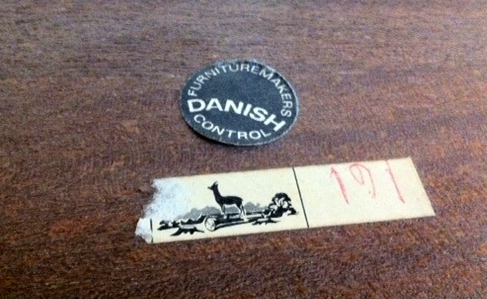 FURNITUREMAKERS
DANISH
CONTROL
191